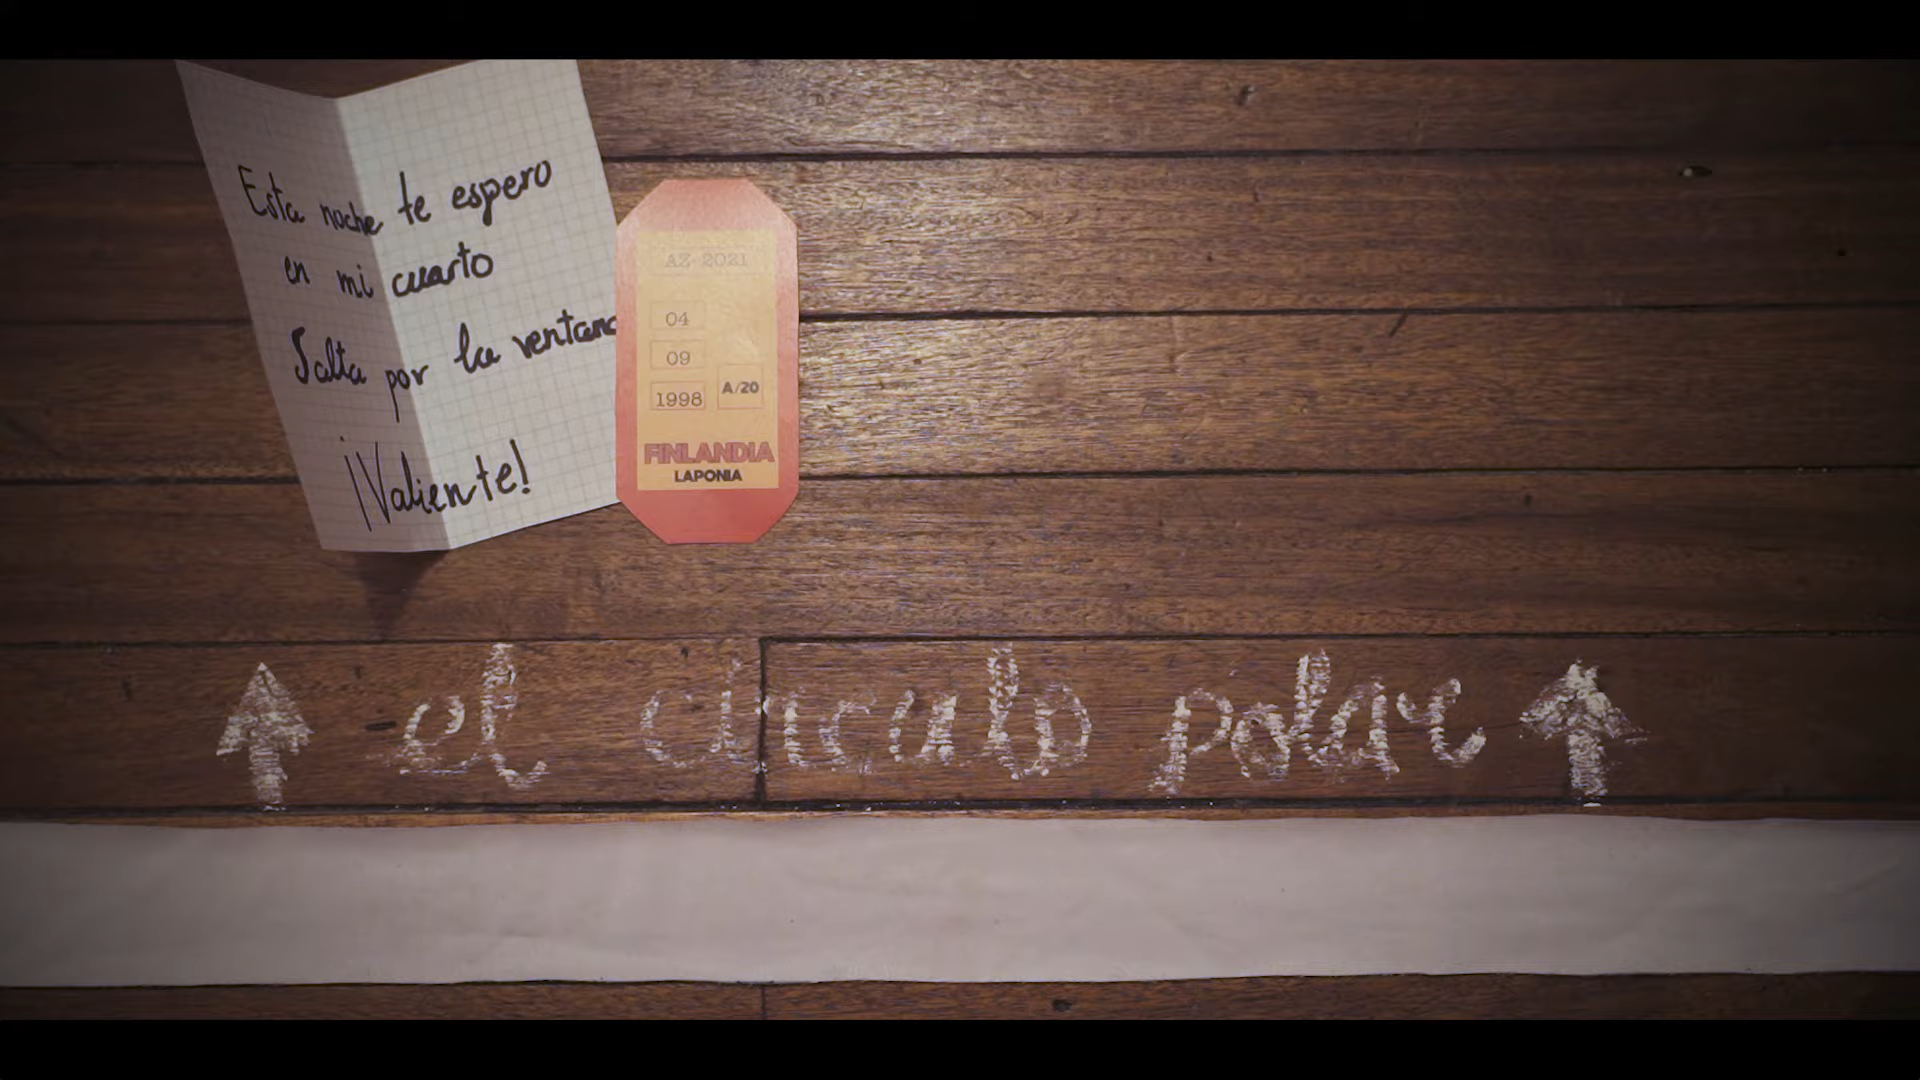 Esta noche te espero
en mi cuarto
Salta por la ventana
¡Valiente!
AZ-2021
04
09
1998
A/20
FINLANDIA
LAPONIA
el círculo polar